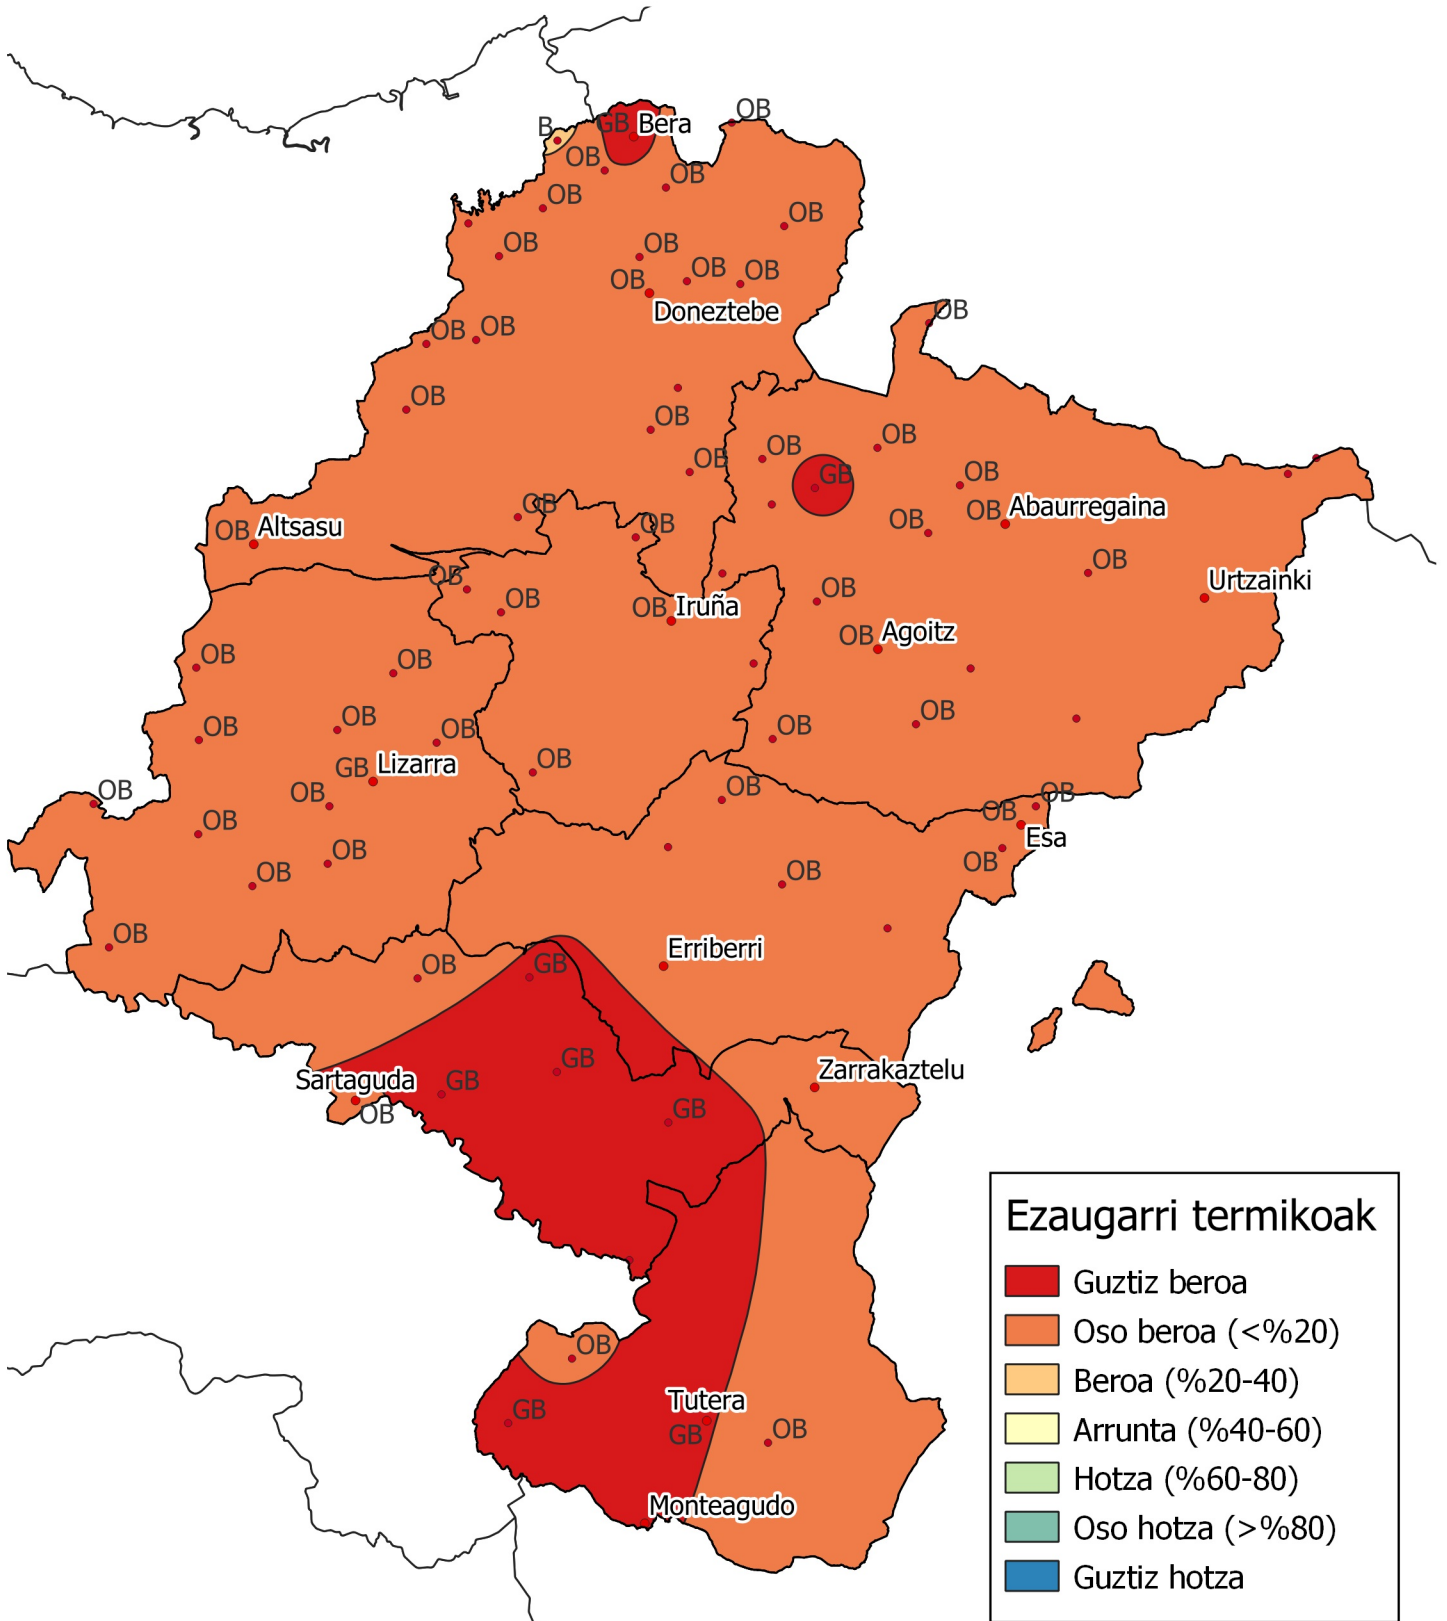 OB
B
GB Bera
OB
OB
OB
OB
OB
OB
OB
OB
OB
Doneztebe
OB
OB
OB
OB
OB
OB
OB
OB
OB
GB
OB
OB Abaurregaina
OB
OB
OB
OB Altsasu
OB
Urtzainki
OB
OB
OB
OB Iruña
OB Agoitz
OB
OB
OB
OB
OB
OB
OB
GB Lizarra
OB
OB
OB
OB
OB
OB
OB
Esa
OB
OB
OB
OB
OB
Erriberri
OB
GB
GB
Zarrakaztelu
Sartaguda
GB
OB
GB
OB
Tutera
GB
GB
OB
Monteagudo
Ezaugarri termikoak
Guztiz beroa
Oso beroa (<%20)
Beroa (%20-40)
Arrunta (%40-60)
Hotza (%60-80)
Oso hotza (>%80)
Guztiz hotza